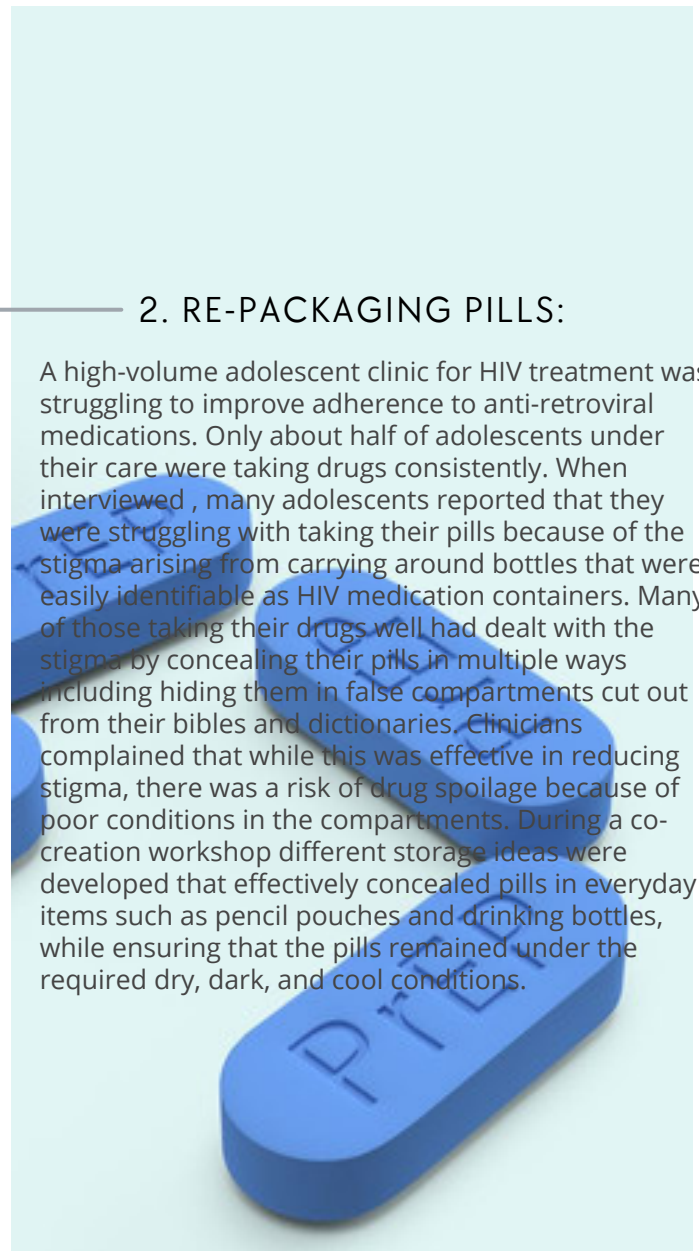 2. RE-PACKAGING PILLS:
A high-volume adolescent clinic for HIV treatment was
struggling to improve adherence to anti-retroviral
medications. Only about half of adolescents under
their care were taking drugs consistently. When
interviewed , many adolescents reported that they
were struggling with taking their pills because of the
stigma arising from carrying around bottles that were
easily identifiable as HIV medication containers. Many
of those taking their drugs well had dealt with the
stigma by concealing their pills in multiple ways
including hiding them in false compartments cut out
from their bibles and dictionaries. Clinicians
complained that while this was effective in reducing
stigma, there was a risk of drug spoilage because of
poor conditions in the compartments. During a co-
creation workshop different storage ideas were
developed that effectively concealed pills in everyday
items such as pencil pouches and drinking bottles,
while ensuring that the pills remained under the
required dry, dark, and cool conditions.
rEP
PrEP
PrEP